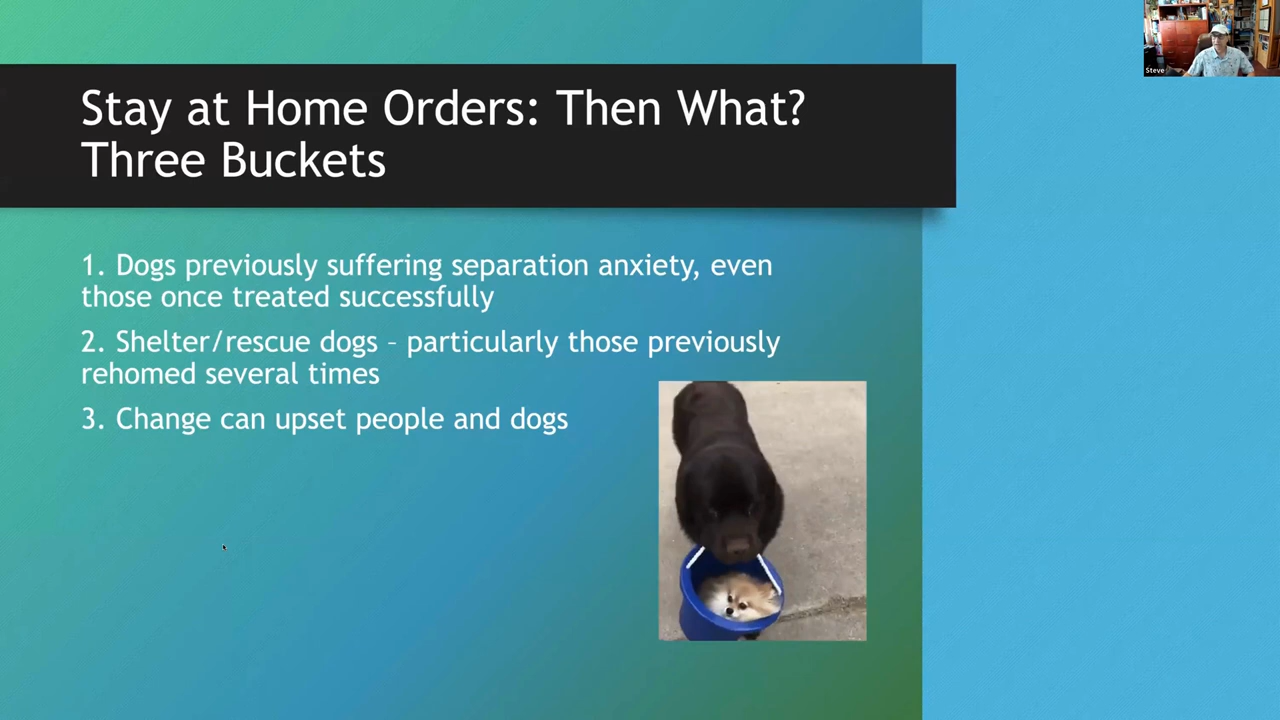 Steve
Stay at Home Orders: Then What?
Three Buckets
1. Dogs previously suffering separation anxiety, even
those once treated successfully
2. Shelter/rescue dogs – particularly those previously
rehomed several times
3. Change can upset people and dogs